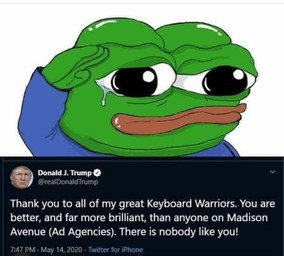 Donald J. Trump
@realDonaldTrump
Thank you to all of my great Keyboard Warriors. You are
better, and far more brilliant, than anyone on Madison
Avenue (Ad Agencies). There is nobody like you!
7:47 PM · May 14, 2020 · Twitter for iPhone